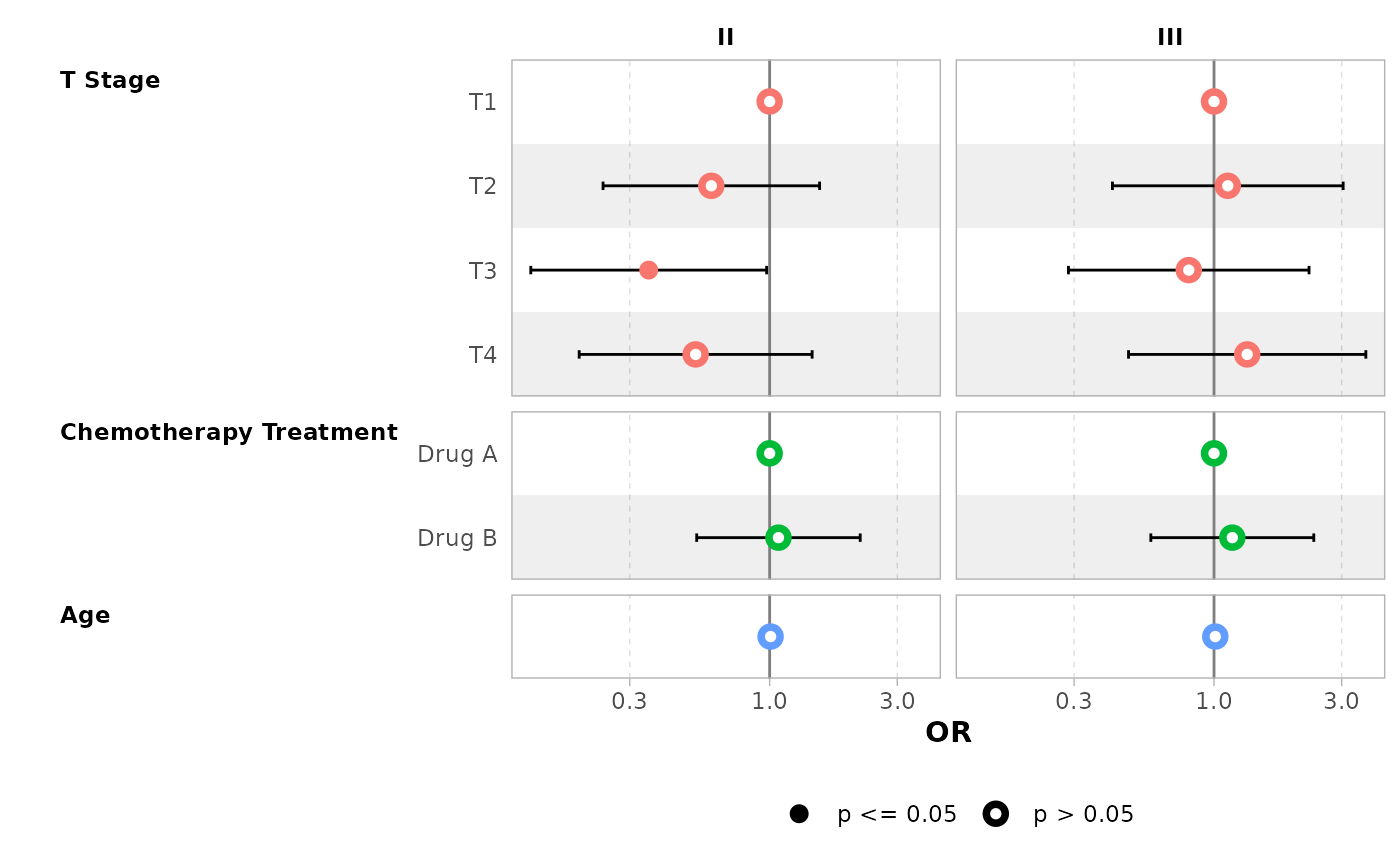 II III
T Stage
T1
T2
T3
T4
Chemotherapy Treatment
Drug A
Drug B
Age
0.3 1.0 3.0 0.3 1.0 3.0
OR
p <= 0.05 p > 0.05